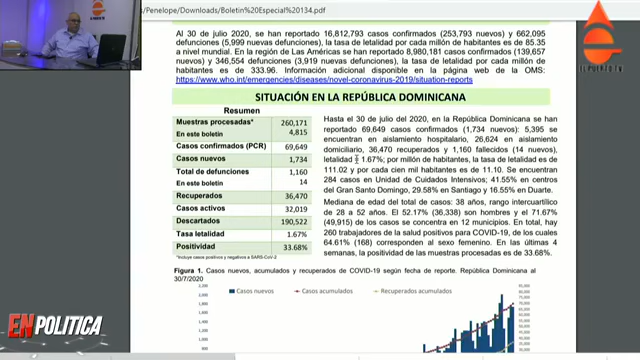 /Penelope/Downloads/Boletin%20Especial%20134.pdf
Al 30 de julio 2020, se han reportado 16,812,793 casos confirmados (253,793 nuevos) y 662,095
defunciones (5,999 nuevas defunciones), la tasa de letalidad por cada millón de habitantes es de 85.35
a nivel mundial. En la región de Las Américas se han reportado 8,980,181 casos confirmados (139,657
nuevos) y 346,554 defunciones (3,919 nuevas defunciones), la tasa de letalidad por cada millón de
habitantes es de 333.96. Información adicional disponible en la página web de la OMS:
https://www.who.int/emergencies/diseases/novel-coronavirus-2019/situation-reports
SITUACIÓN EN LA REPÚBLICA DOMINICANA
Resumen
Muestras procesadas* 260,171
En este boletín 4,815
Casos confirmados (PCR) 69,649
Casos nuevos 1,734
Total de defunciones 1,160
En este boletín 14
Recuperados 36,470
Casos activos 32,019
Descartados 190,522
Tasa letalidad 1.67%
Positividad 33.68%
*Incluye casos positivos y negativos a SARS-CoV-2
Hasta el 30 de julio del 2020, en la República Dominicana se han
reportado 69,649 casos confirmados (1,734 nuevos): 5,395 se
encuentran en aislamiento hospitalario, 26,624 en aislamiento
domiciliario, 36,470 recuperados y 1,160 fallecidos (14 nuevos),
letalidad 1.67%; por millón de habitantes, la tasa de letalidad es de
111.02 y por cada cien mil habitantes es de 11.10. Se encuentran
284 casos en Unidad de Cuidados Intensivos; 41.55% en centros
del Gran Santo Domingo, 29.58% en Santiago y 16.55% en Duarte.
Mediana de edad del total de casos: 38 años, rango intercuartílico
de 28 a 52 años. El 52.17% (36,338) son hombres y el 71.67%
(49,915) de los casos se concentra en 12 municipios. En total, hay
260 trabajadores de la salud positivos para COVID-19, de los cuales
64.61% (168) corresponden al sexo femenino. En las últimas 4
semanas, la positividad de las muestras procesadas es de 33.68%.
Figura 1. Casos nuevos, acumulados y recuperados de COVID-19 según fecha de reporte. República Dominicana al
30/7/2020
Casos nuevos Casos acumulados Recuperados acumulados
EN POLITICA